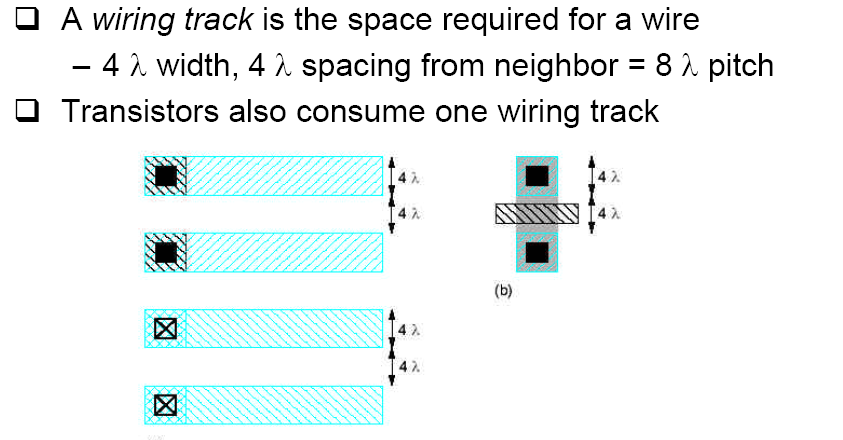 ❑ A wiring track is the space required for a wire
– 4 λ width, 4 λ spacing from neighbor = 8 λ pitch
❑ Transistors also consume one wiring track
4 λ
4 λ
4 λ
4 λ
(b)
4 λ
4 λ